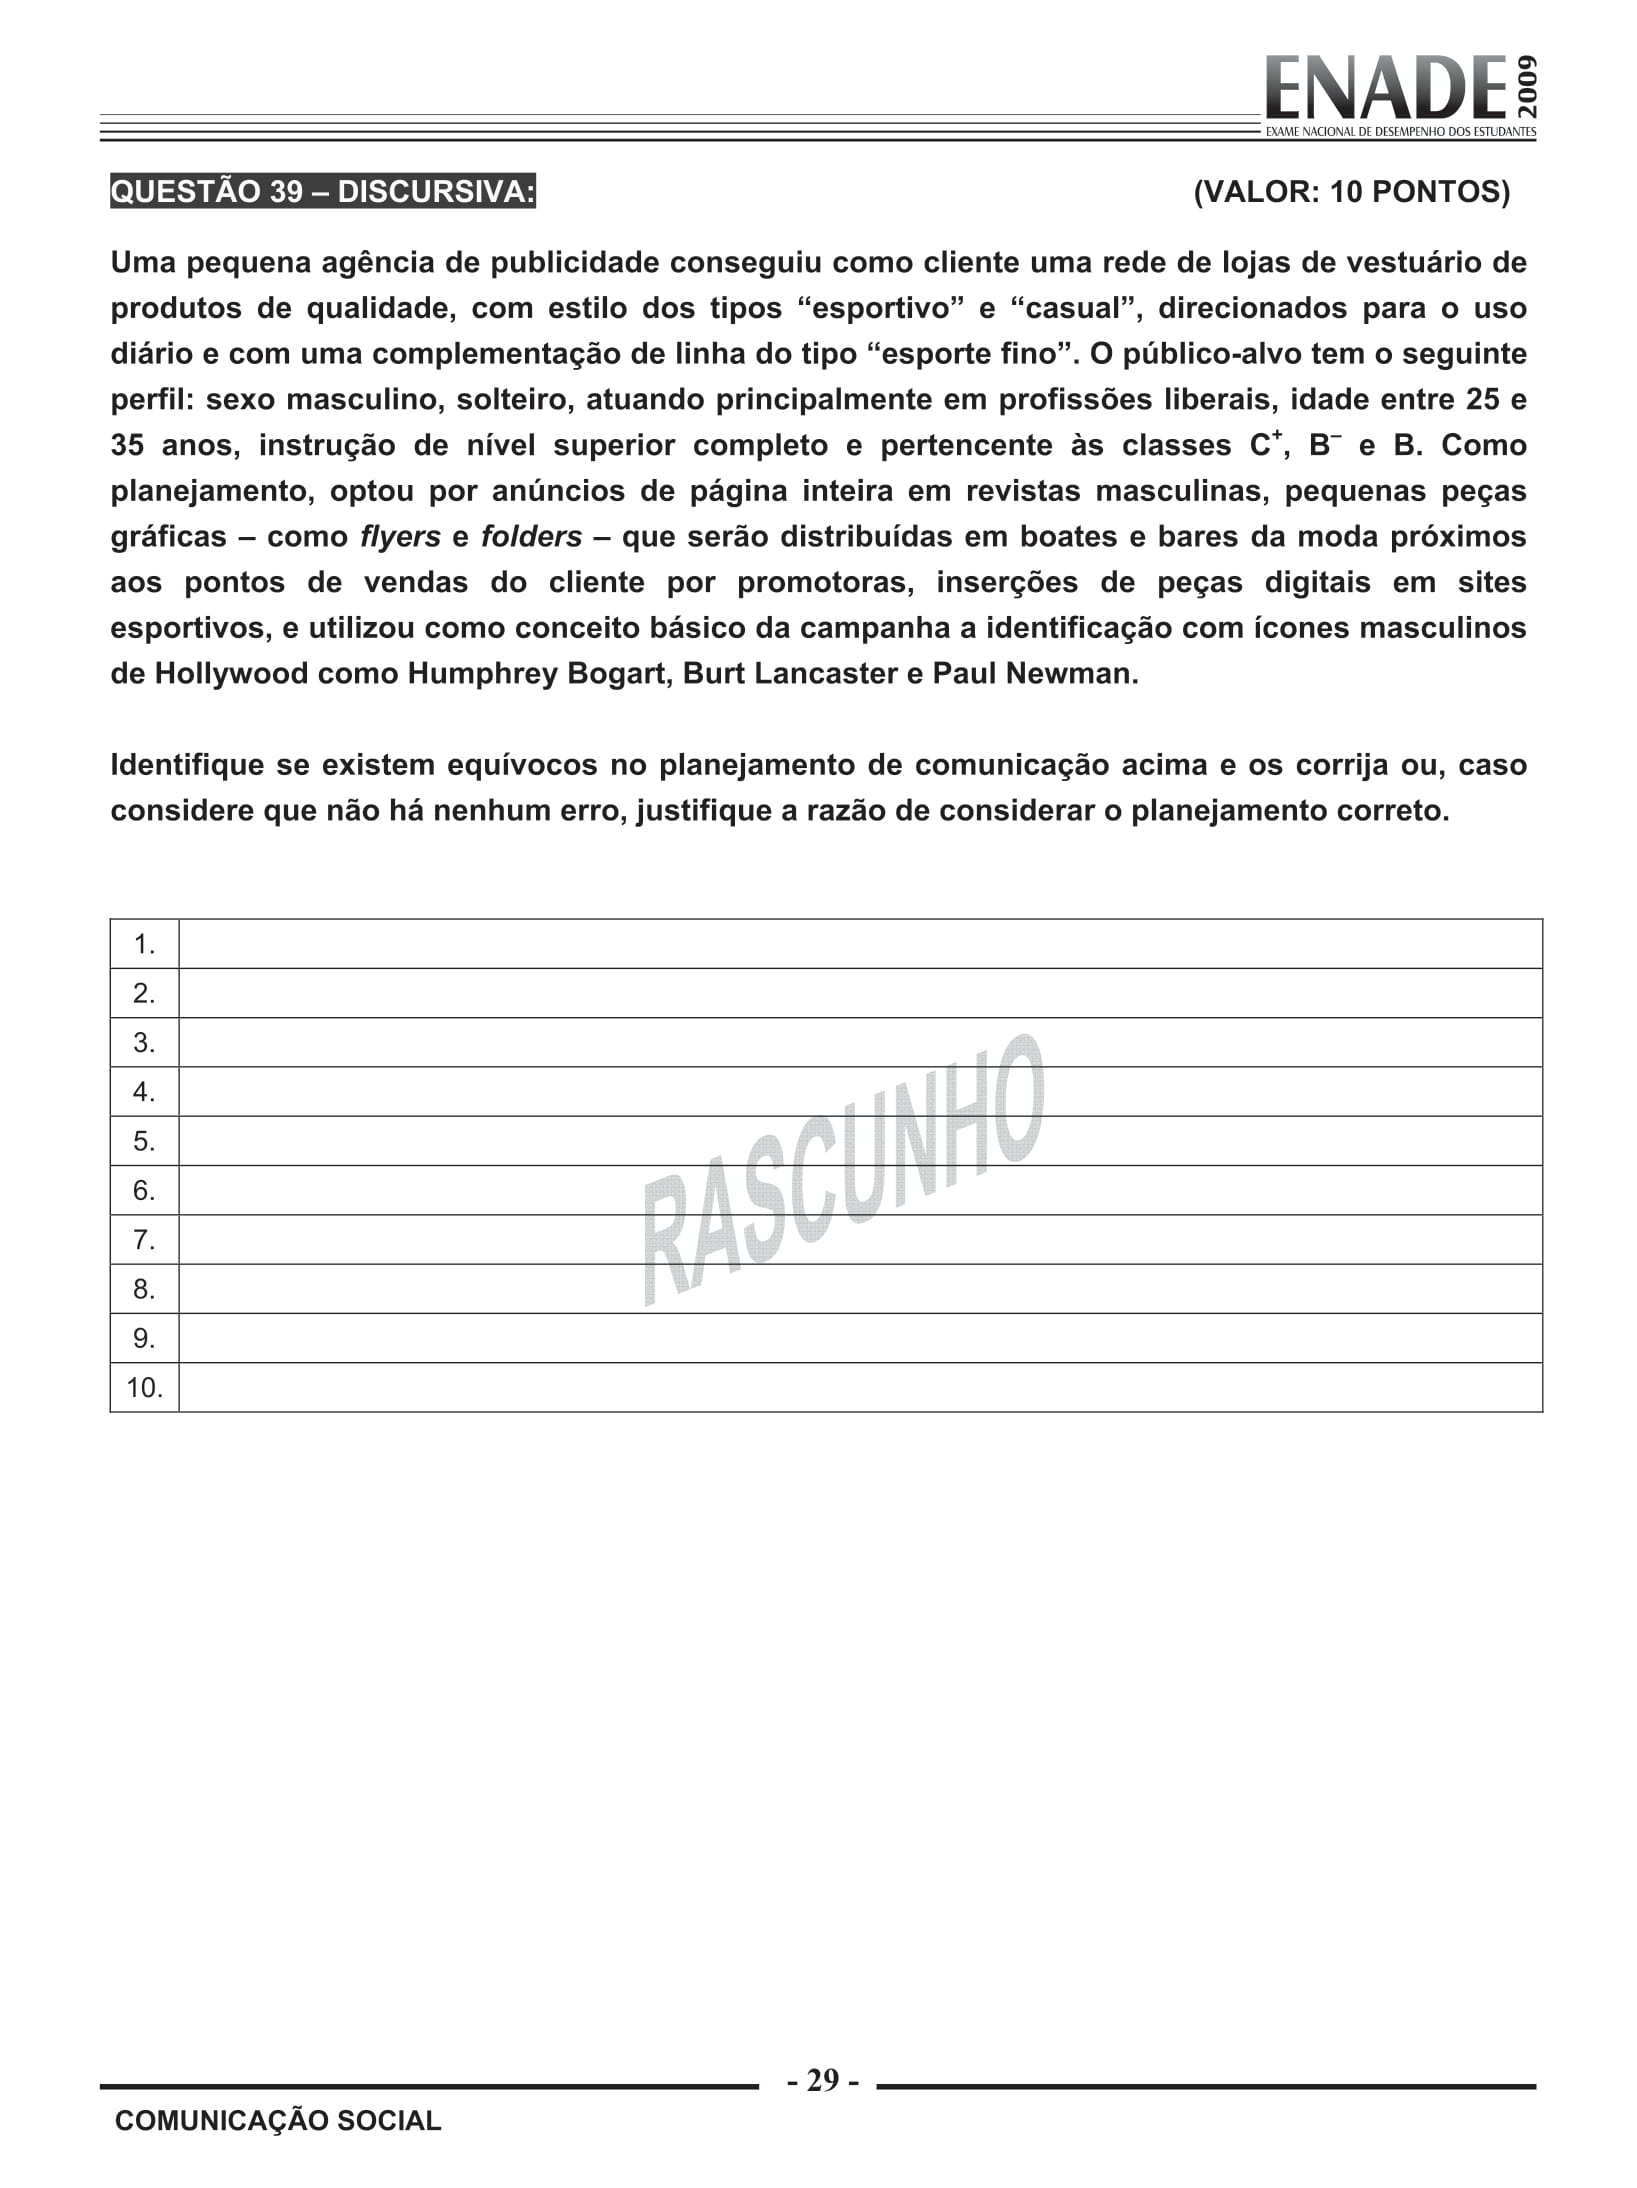 ENADE 2009
EXAME NACIONAL DE DESEMPENHO DOS ESTUDANTES
QUESTÃO 39 – DISCURSIVA: (VALOR: 10 PONTOS)
Uma pequena agência de publicidade conseguiu como cliente uma rede de lojas de vestuário de
produtos de qualidade, com estilo dos tipos “esportivo” e “casual”, direcionados para o uso
diário e com uma complementação de linha do tipo “esporte fino”. O público-alvo tem o seguinte
perfil: sexo masculino, solteiro, atuando principalmente em profissões liberais, idade entre 25 e
35 anos, instrução de nível superior completo e pertencente às classes C⁺, B⁻ e B. Como
planejamento, optou por anúncios de página inteira em revistas masculinas, pequenas peças
gráficas – como flyers e folders – que serão distribuídas em boates e bares da moda próximos
aos pontos de vendas do cliente por promotoras, inserções de peças digitais em sites
esportivos, e utilizou como conceito básico da campanha a identificação com ícones masculinos
de Hollywood como Humphrey Bogart, Burt Lancaster e Paul Newman.
Identifique se existem equívocos no planejamento de comunicação acima e os corrija ou, caso
considere que não há nenhum erro, justifique a razão de considerar o planejamento correto.
1.
2.
3.
4.
5.
6.
7.
8.
9.
10.
RASCUNHO
- 29 -
COMUNICAÇÃO SOCIAL